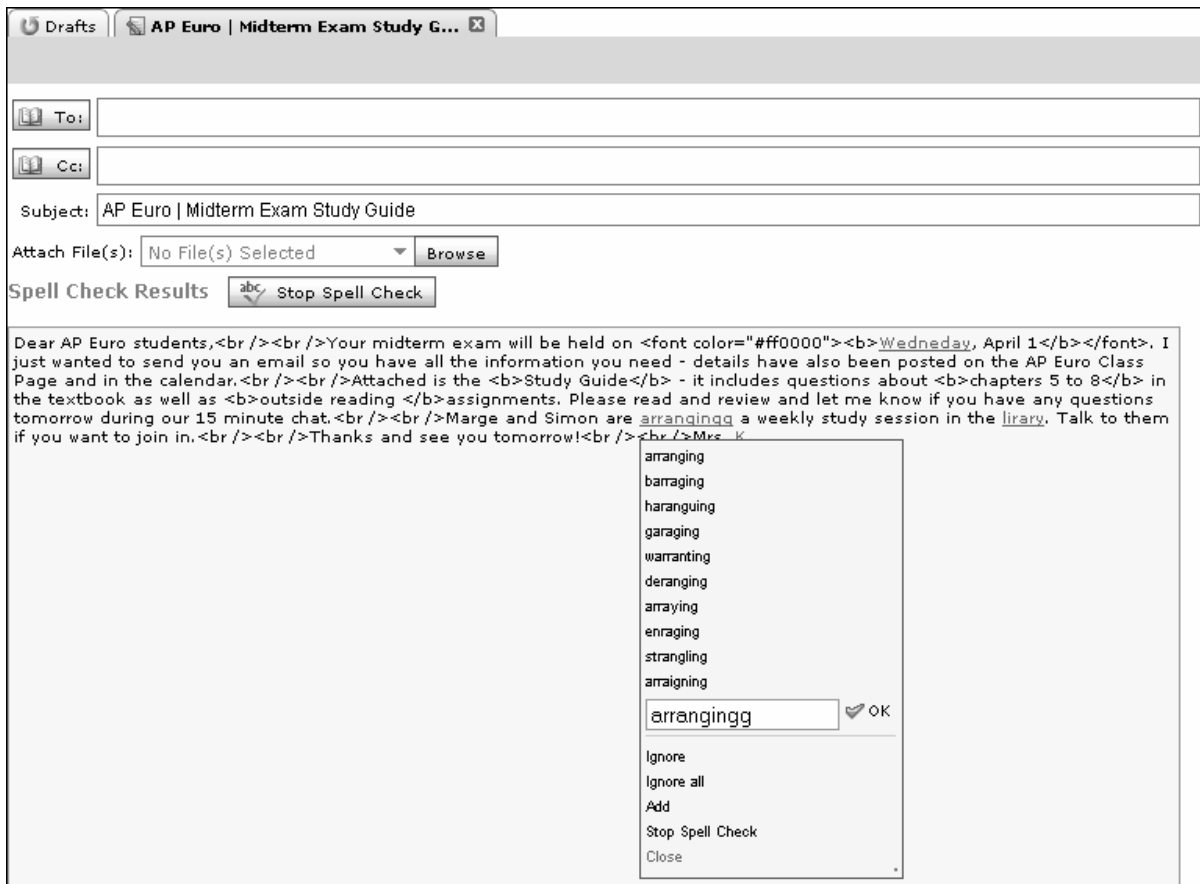 Drafts AP Euro | Midterm Exam Study G...
To:
Cc:
Subject: AP Euro | Midterm Exam Study Guide
Attach File(s): No File(s) Selected Browse
Spell Check Results abc Stop Spell Check
Dear AP Euro students,<br /><br />Your midterm exam will be held on <font color="#ff0000"><b>Wedneday, April 1</b></font>. I
just wanted to send you an email so you have all the information you need - details have also been posted on the AP Euro Class
Page and in the calendar.<br /><br />Attached is the <b>Study Guide</b> - it includes questions about <b>chapters 5 to 8</b> in
the textbook as well as <b>outside reading </b>assignments. Please read and review and let me know if you have any questions
tomorrow during our 15 minute chat.<br /><br />Marge and Simon are arrangingg a weekly study session in the lirary. Talk to them
if you want to join in.<br /><br />Thanks and see you tomorrow!<br /><br />Mrs. K
arranging
barraging
haranguing
garaging
warranting
deranging
arraying
enraging
strangling
arraigning
arrangingg OK
Ignore
Ignore all
Add
Stop Spell Check
Close